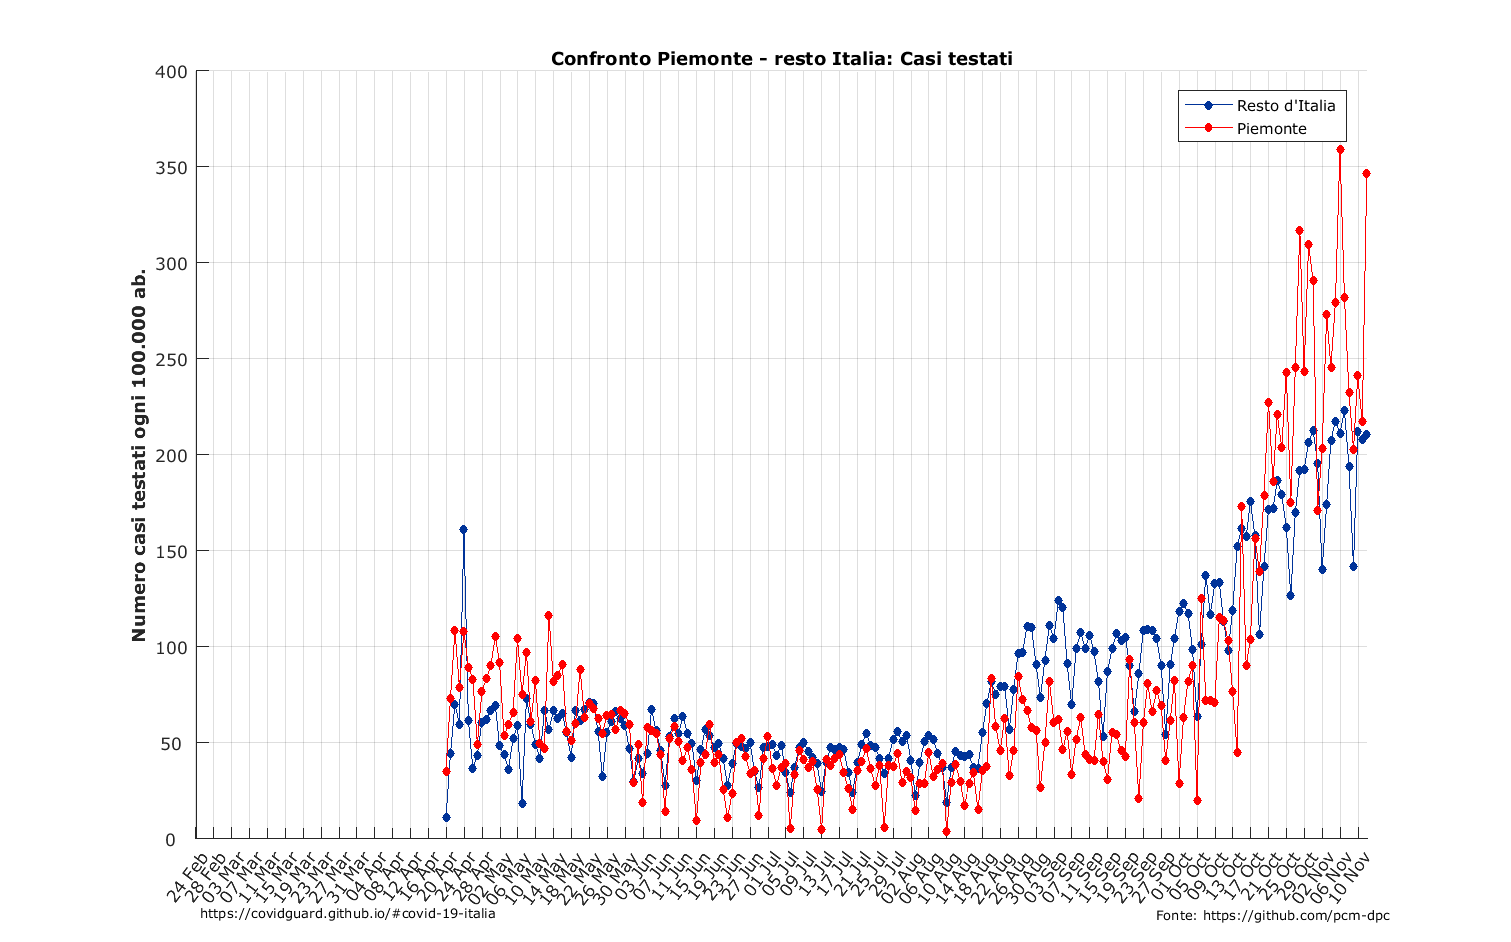 Confronto Piemonte - resto Italia: Casi testati
Resto d'Italia
Piemonte
Numero casi testati ogni 100.000 ab.
400
350
300
250
200
150
100
50
0
24 Feb
28 Feb
03 Mar
07 Mar
11 Mar
15 Mar
19 Mar
23 Mar
27 Mar
31 Mar
04 Apr
08 Apr
12 Apr
16 Apr
20 Apr
24 Apr
28 Apr
02 May
06 May
10 May
14 May
18 May
22 May
26 May
30 May
03 Jun
07 Jun
11 Jun
15 Jun
19 Jun
23 Jun
27 Jun
01 Jul
05 Jul
09 Jul
13 Jul
17 Jul
21 Jul
25 Jul
29 Jul
02 Aug
06 Aug
10 Aug
14 Aug
18 Aug
22 Aug
26 Aug
30 Aug
03 Sep
07 Sep
11 Sep
15 Sep
19 Sep
23 Sep
27 Sep
01 Oct
05 Oct
09 Oct
13 Oct
17 Oct
21 Oct
25 Oct
29 Oct
02 Nov
06 Nov
10 Nov
https://covidguard.github.io/#covid-19-italia
Fonte: https://github.com/pcm-dpc